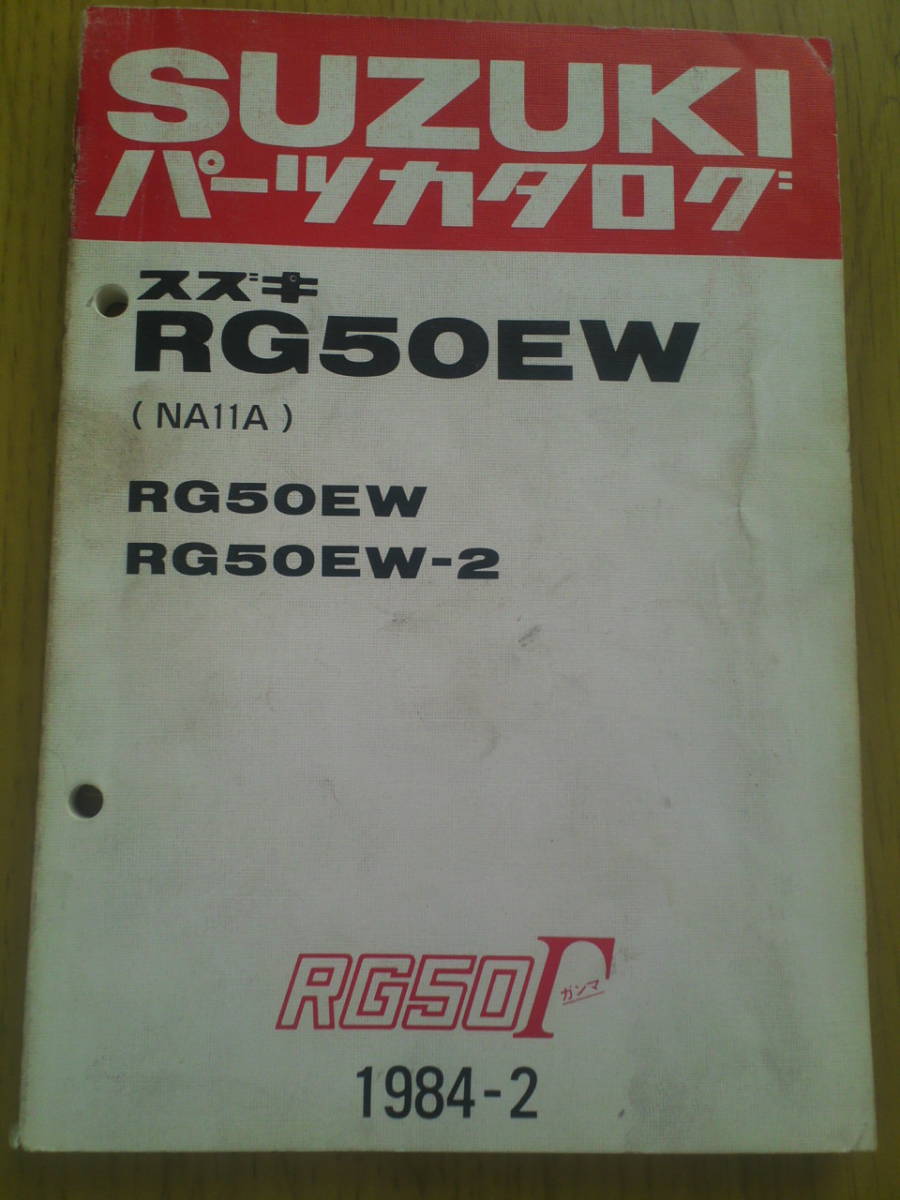 SUZUKI
パーツカタログ
スズキ
RG50EW
( NA11A )
RG50EW
RG50EW-2
RG50Γ ガンマ
1984-2